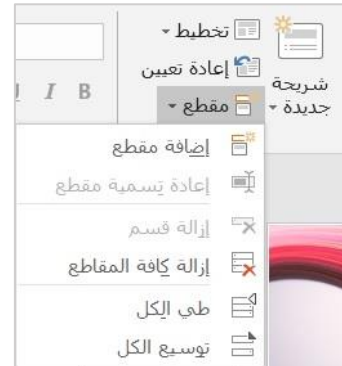 شريحة
جديدة
تخطيط
إعادة تعيين
مقطع
I B
إضافة مقطع
إعادة تسمية مقطع
إزالة قسم
إزالة كافة المقاطع
طي الكل
توسيع الكل